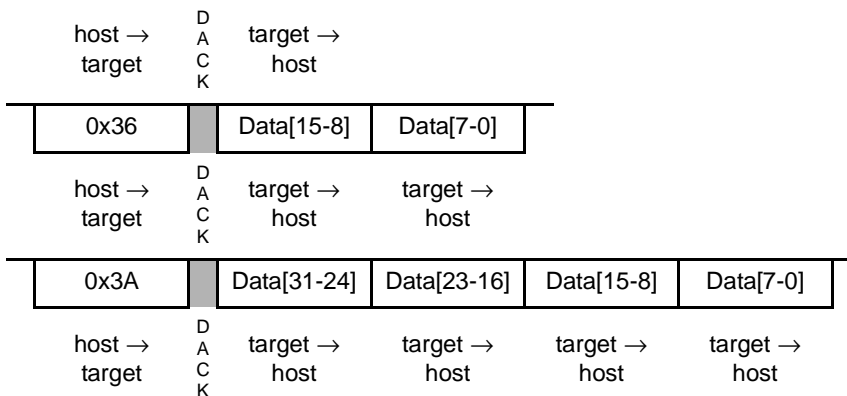 host → D A C K target →
target host
0x36 Data[15-8] Data[7-0]
host → D A C K target → target →
target host host
0x3A Data[31-24] Data[23-16] Data[15-8] Data[7-0]
host → D A C K target → target → target → target →
target host host host host